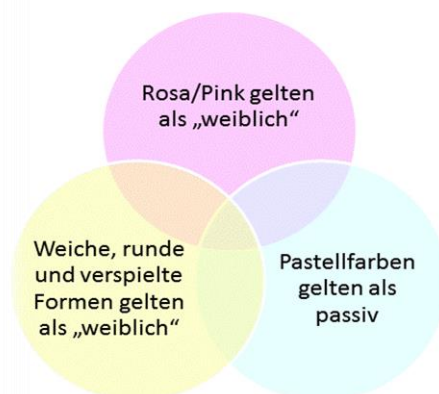 Rosa/Pink gelten
als „weiblich“
Weiche, runde
und verspielte
Formen gelten
als „weiblich“
Pastellfarben
gelten als
passiv